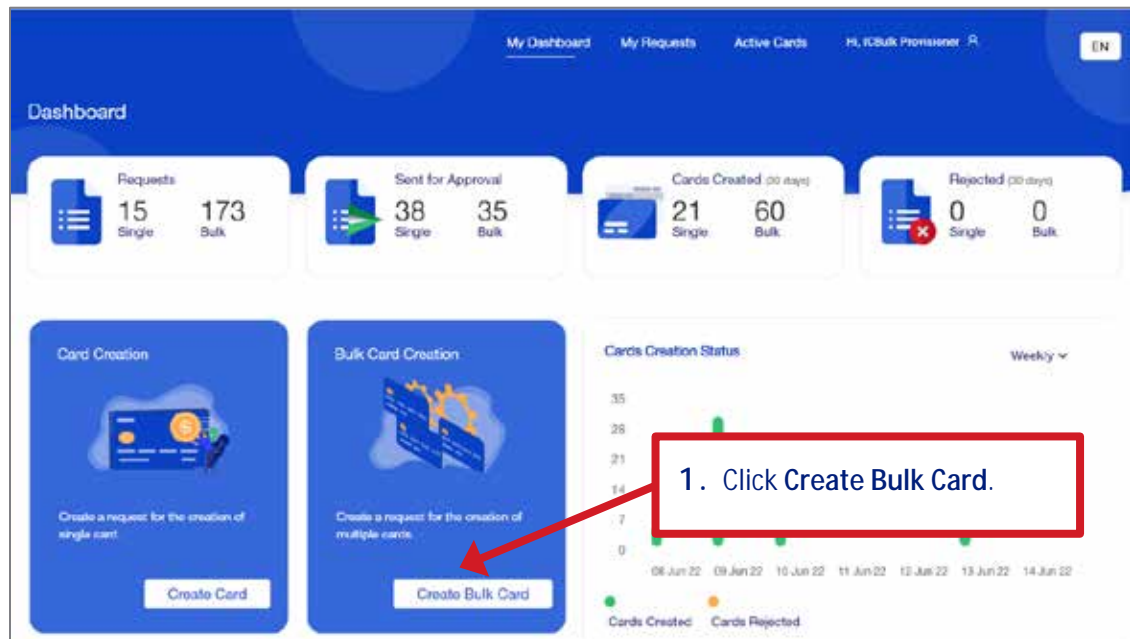 My Dashboard My Requests Active Cards Hi, ICBulk Provisioner EN
Dashboard
Requests
15 173
Single Bulk
Sent for Approval
38 35
Single Bulk
Cards Created (30 days)
21 60
Single Bulk
Rejected (30 days)
0 0
Single Bulk
Card Creation
Create a request for the creation of
single card
Create Card
Bulk Card Creation
Create a request for the creation of
multiple cards
Create Bulk Card
Cards Creation Status
Weekly
35
28
21
14
7
0
08 Jun 22 09 Jun 22 10 Jun 22 11 Jun 22 12 Jun 22 13 Jun 22 14 Jun 22
Cards Created Cards Rejected
1. Click Create Bulk Card.